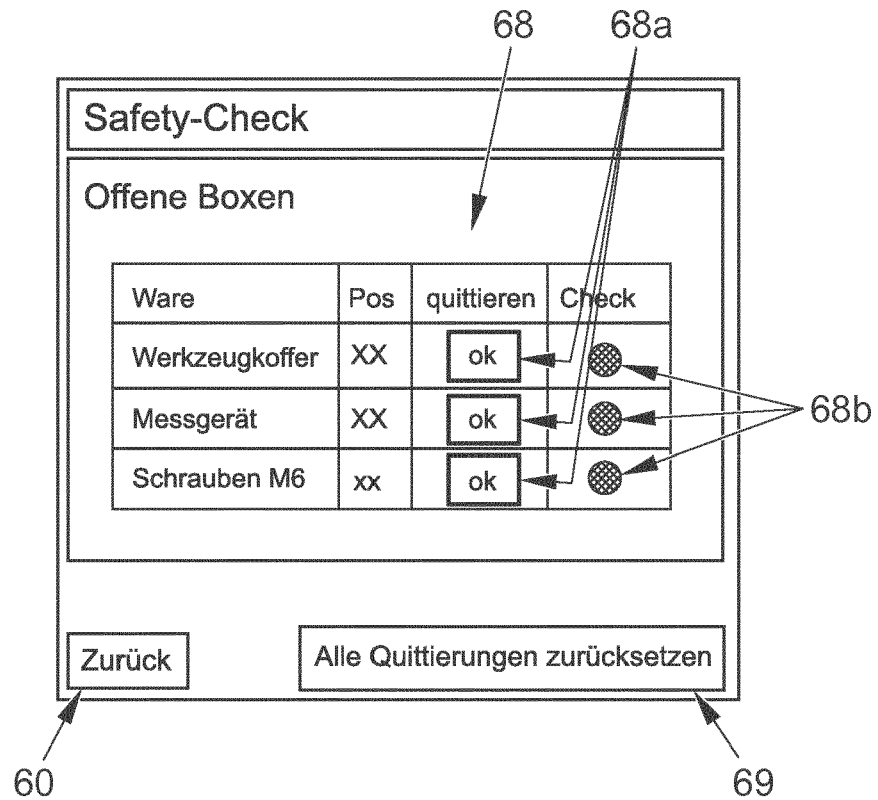 68 68a
Safety-Check
Offene Boxen
Ware Pos quittieren Check
Werkzeugkoffer XX ok
Messgerät XX ok
68b
Schrauben M6 xx ok
Zurück Alle Quittierungen zurücksetzen
60 69